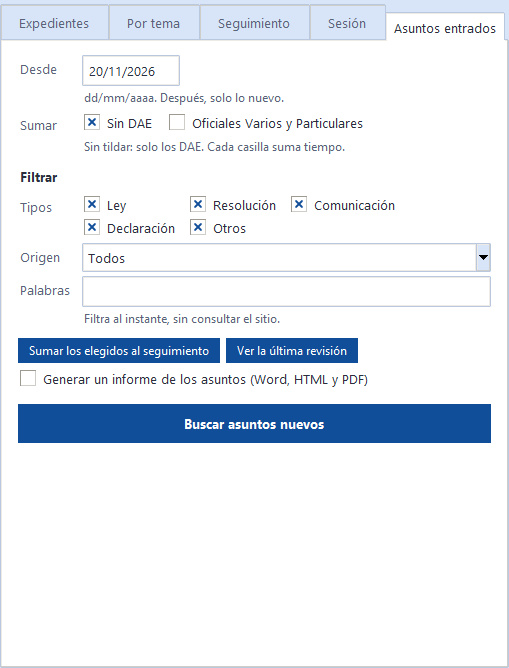 Expedientes Por tema Seguimiento Sesión Asuntos entrados
Desde 20/11/2026
dd/mm/aaaa. Después, solo lo nuevo.
Sumar Sin DAE Oficiales Varios y Particulares
Sin tildar: solo los DAE. Cada casilla suma tiempo.
Filtrar
Tipos Ley Resolución Comunicación
Declaración Otros
Origen Todos
Palabras
Filtra al instante, sin consultar el sitio.
Sumar los elegidos al seguimiento Ver la última revisión
Generar un informe de los asuntos (Word, HTML y PDF)
Buscar asuntos nuevos